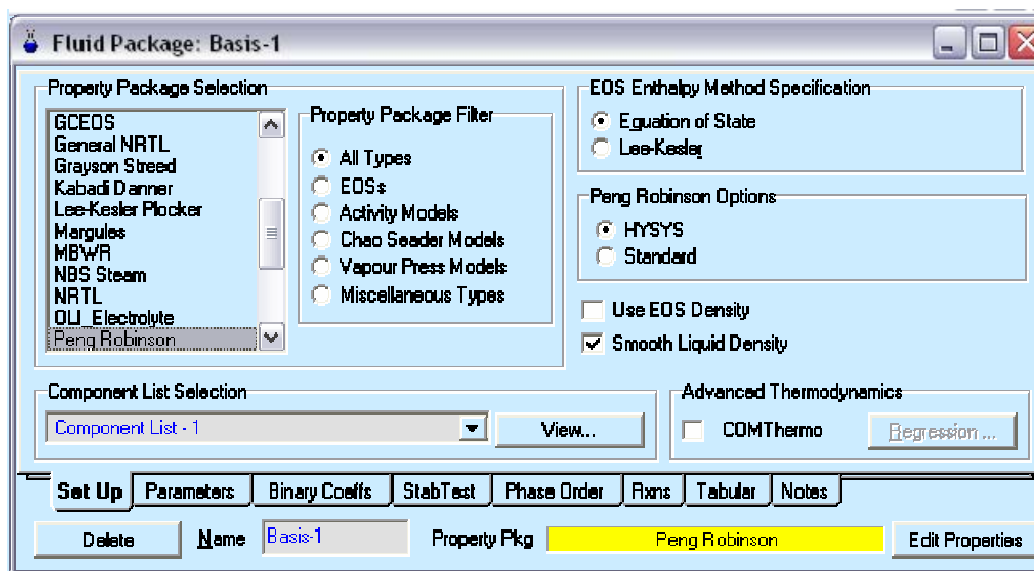 Fluid Package: Basis-1
Property Package Selection
GCEOS
General NRTL
Grayson Streed
Kabadi Danner
Lee-Kesler Plocker
Margules
MBWR
NBS Steam
NRTL
OLI_Electrolyte
Peng Robinson
Property Package Filter
All Types
EOSs
Activity Models
Chao Seader Models
Vapour Press Models
Miscellaneous Types
EOS Enthalpy Method Specification
Equation of State
Lee-Kesler
Peng Robinson Options
HYSYS
Standard
Use EOS Density
Smooth Liquid Density
Component List Selection
Component List - 1
View...
Advanced Thermodynamics
COMThermo
Regression ...
Set Up Parameters Binary Coeffs StabTest Phase Order Rxns Tabular Notes
Delete Name Basis-1 Property Pkg Peng Robinson Edit Properties